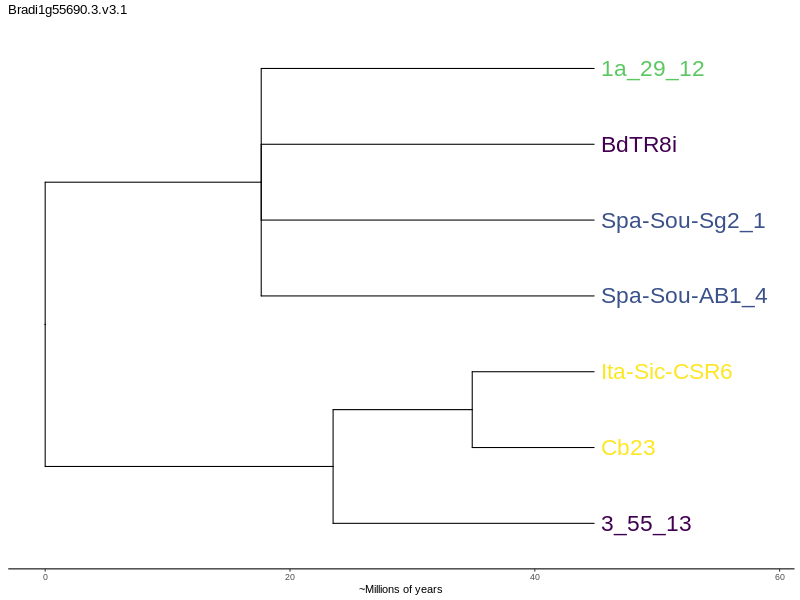 Bradi1g55690.3.v3.1
1a_29_12
BdTR8i
Spa-Sou-Sg2_1
Spa-Sou-AB1_4
Ita-Sic-CSR6
Cb23
3_55_13
0 20 40 60
~Millions of years